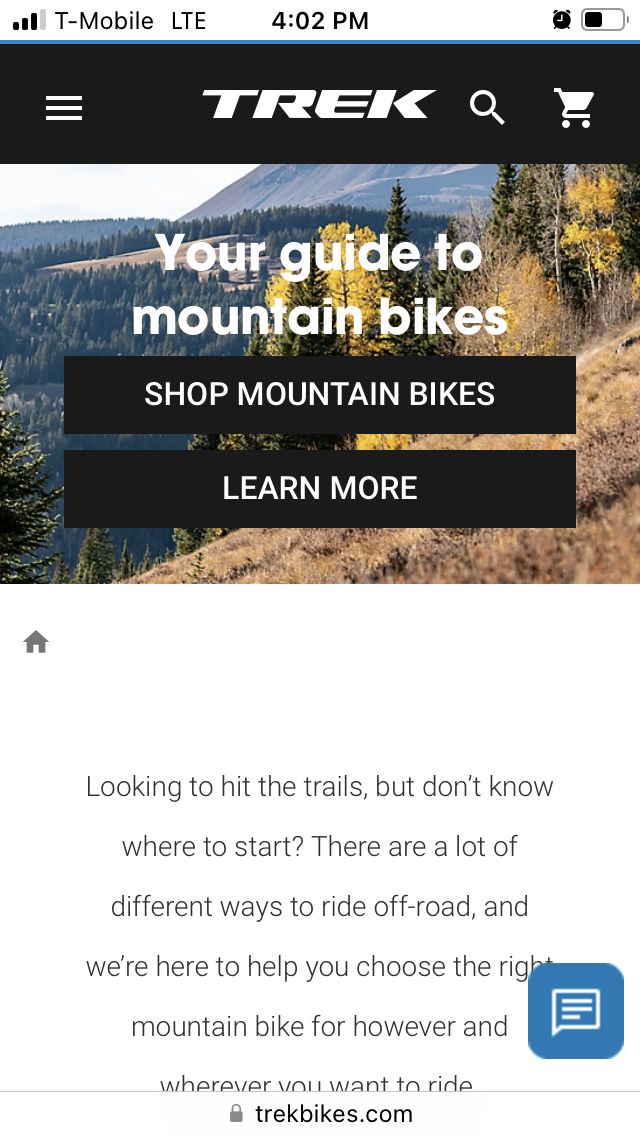 T-Mobile LTE 4:02 PM
TREK
Your guide to
mountain bikes
SHOP MOUNTAIN BIKES
LEARN MORE
Looking to hit the trails, but don’t know
where to start? There are a lot of
different ways to ride off-road, and
we’re here to help you choose the right
mountain bike for however and
wherever you want to ride
trekbikes.com